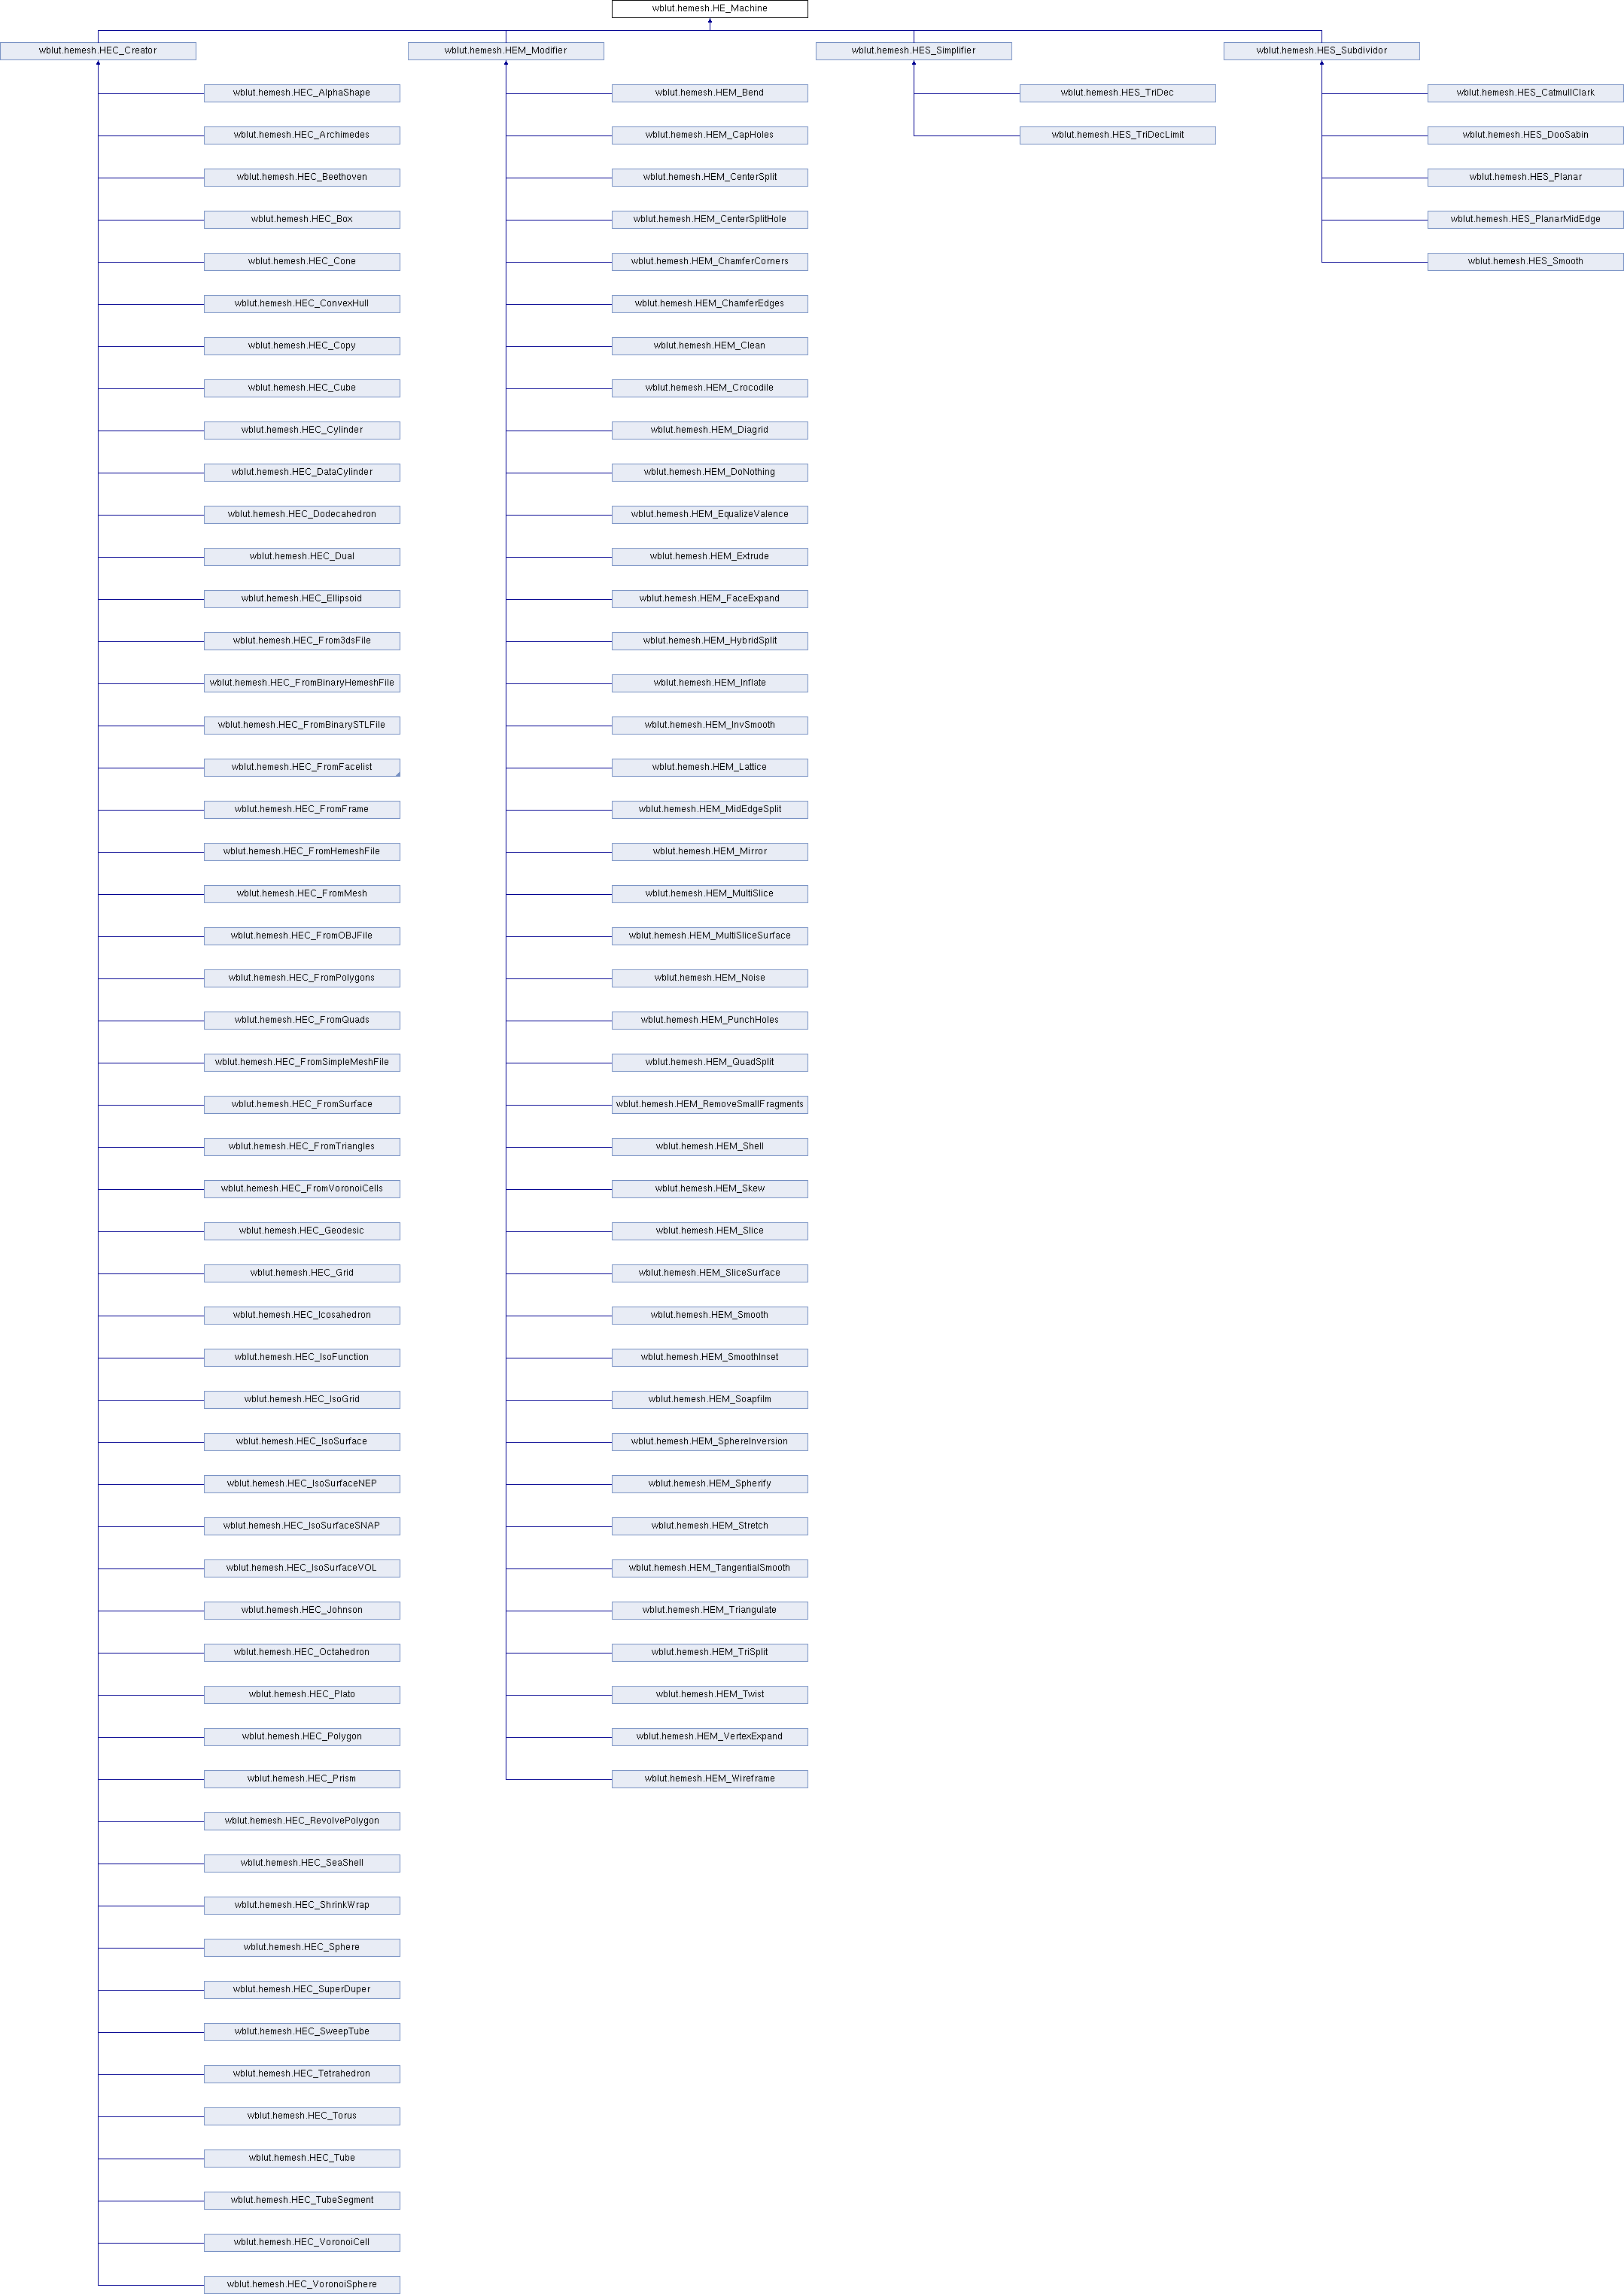 wblut.hemesh.HE_Machine
wblut.hemesh.HEC_Creator
wblut.hemesh.HEM_Modifier
wblut.hemesh.HES_Simplifier
wblut.hemesh.HES_Subdividor
wblut.hemesh.HEC_AlphaShape
wblut.hemesh.HEC_Archimedes
wblut.hemesh.HEC_Beethoven
wblut.hemesh.HEC_Box
wblut.hemesh.HEC_Cone
wblut.hemesh.HEC_ConvexHull
wblut.hemesh.HEC_Copy
wblut.hemesh.HEC_Cube
wblut.hemesh.HEC_Cylinder
wblut.hemesh.HEC_DataCylinder
wblut.hemesh.HEC_Dodecahedron
wblut.hemesh.HEC_Dual
wblut.hemesh.HEC_Ellipsoid
wblut.hemesh.HEC_From3dsFile
wblut.hemesh.HEC_FromBinaryHemeshFile
wblut.hemesh.HEC_FromBinarySTLFile
wblut.hemesh.HEC_FromFacelist
wblut.hemesh.HEC_FromFrame
wblut.hemesh.HEC_FromHemeshFile
wblut.hemesh.HEC_FromMesh
wblut.hemesh.HEC_FromOBJFile
wblut.hemesh.HEC_FromPolygons
wblut.hemesh.HEC_FromQuads
wblut.hemesh.HEC_FromSimpleMeshFile
wblut.hemesh.HEC_FromSurface
wblut.hemesh.HEC_FromTriangles
wblut.hemesh.HEC_FromVoronoiCells
wblut.hemesh.HEC_Geodesic
wblut.hemesh.HEC_Grid
wblut.hemesh.HEC_Icosahedron
wblut.hemesh.HEC_IsoFunction
wblut.hemesh.HEC_IsoGrid
wblut.hemesh.HEC_IsoSurface
wblut.hemesh.HEC_IsoSurfaceNEP
wblut.hemesh.HEC_IsoSurfaceSNAP
wblut.hemesh.HEC_IsoSurfaceVOL
wblut.hemesh.HEC_Johnson
wblut.hemesh.HEC_Octahedron
wblut.hemesh.HEC_Plato
wblut.hemesh.HEC_Polygon
wblut.hemesh.HEC_Prism
wblut.hemesh.HEC_RevolvePolygon
wblut.hemesh.HEC_SeaShell
wblut.hemesh.HEC_ShrinkWrap
wblut.hemesh.HEC_Sphere
wblut.hemesh.HEC_SuperDuper
wblut.hemesh.HEC_SweepTube
wblut.hemesh.HEC_Tetrahedron
wblut.hemesh.HEC_Torus
wblut.hemesh.HEC_Tube
wblut.hemesh.HEC_TubeSegment
wblut.hemesh.HEC_VoronoiCell
wblut.hemesh.HEC_VoronoiSphere
wblut.hemesh.HEM_Bend
wblut.hemesh.HEM_CapHoles
wblut.hemesh.HEM_CenterSplit
wblut.hemesh.HEM_CenterSplitHole
wblut.hemesh.HEM_ChamferCorners
wblut.hemesh.HEM_ChamferEdges
wblut.hemesh.HEM_Clean
wblut.hemesh.HEM_Crocodile
wblut.hemesh.HEM_Diagrid
wblut.hemesh.HEM_DoNothing
wblut.hemesh.HEM_EqualizeValence
wblut.hemesh.HEM_Extrude
wblut.hemesh.HEM_FaceExpand
wblut.hemesh.HEM_HybridSplit
wblut.hemesh.HEM_Inflate
wblut.hemesh.HEM_InvSmooth
wblut.hemesh.HEM_Lattice
wblut.hemesh.HEM_MidEdgeSplit
wblut.hemesh.HEM_Mirror
wblut.hemesh.HEM_MultiSlice
wblut.hemesh.HEM_MultiSliceSurface
wblut.hemesh.HEM_Noise
wblut.hemesh.HEM_PunchHoles
wblut.hemesh.HEM_QuadSplit
wblut.hemesh.HEM_RemoveSmallFragments
wblut.hemesh.HEM_Shell
wblut.hemesh.HEM_Skew
wblut.hemesh.HEM_Slice
wblut.hemesh.HEM_SliceSurface
wblut.hemesh.HEM_Smooth
wblut.hemesh.HEM_SmoothInset
wblut.hemesh.HEM_Soapfilm
wblut.hemesh.HEM_SphereInversion
wblut.hemesh.HEM_Spherify
wblut.hemesh.HEM_Stretch
wblut.hemesh.HEM_TangentialSmooth
wblut.hemesh.HEM_Triangulate
wblut.hemesh.HEM_TriSplit
wblut.hemesh.HEM_Twist
wblut.hemesh.HEM_VertexExpand
wblut.hemesh.HEM_Wireframe
wblut.hemesh.HES_TriDec
wblut.hemesh.HES_TriDecLimit
wblut.hemesh.HES_CatmullClark
wblut.hemesh.HES_DooSabin
wblut.hemesh.HES_Planar
wblut.hemesh.HES_PlanarMidEdge
wblut.hemesh.HES_Smooth